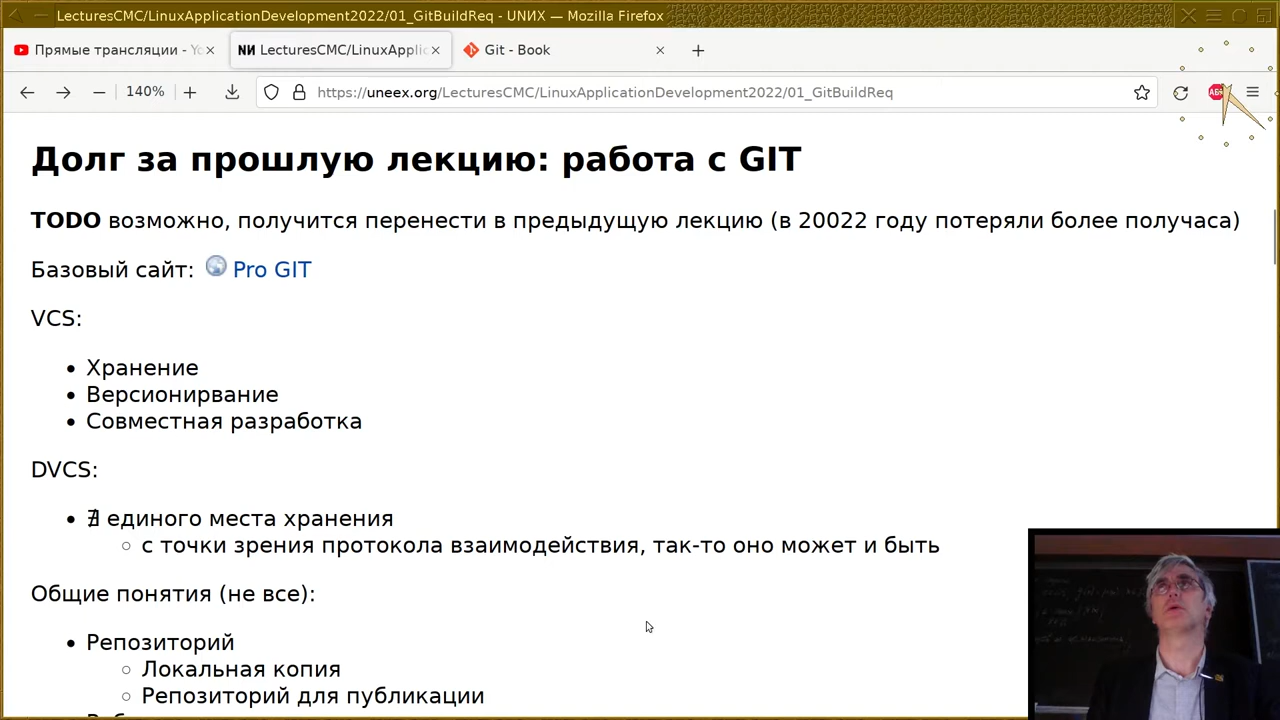 LecturesCMC/LinuxApplicationDevelopment2022/01_GitBuildReq - UNИX — Mozilla Firefox
Прямые трансляции - Yo
NИ LecturesCMC/LinuxApplic
Git - Book
140%
https://uneex.org/LecturesCMC/LinuxApplicationDevelopment2022/01_GitBuildReq
Долг за прошлую лекцию: работа с GIT
TODO возможно, получится перенести в предыдущую лекцию (в 20022 году потеряли более получаса)
Базовый сайт: Pro GIT
VCS:
• Хранение
• Версионирвание
• Совместная разработка
DVCS:
• ∄ единого места хранения
◦ с точки зрения протокола взаимодействия, так-то оно может и быть
Общие понятия (не все):
• Репозиторий
◦ Локальная копия
◦ Репозиторий для публикации